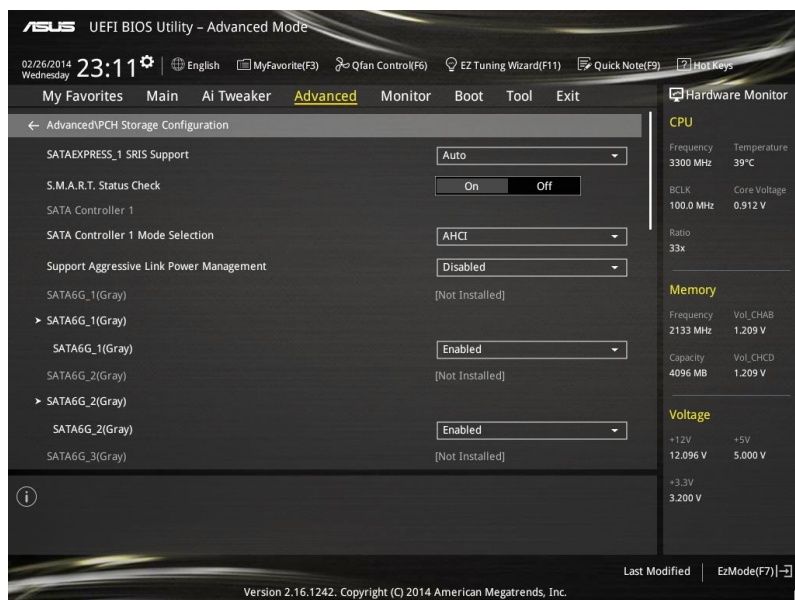 ASUS UEFI BIOS Utility – Advanced Mode
02/26/2014 Wednesday 23:11 English MyFavorite(F3) Qfan Control(F6) EZ Tuning Wizard(F11) Quick Note(F9) ? Hot Keys
My Favorites Main Ai Tweaker Advanced Monitor Boot Tool Exit
← Advanced\PCH Storage Configuration
SATAEXPRESS_1 SRIS Support Auto
S.M.A.R.T. Status Check On Off
SATA Controller 1
SATA Controller 1 Mode Selection AHCI
Support Aggressive Link Power Management Disabled
SATA6G_1(Gray) [Not Installed]
> SATA6G_1(Gray)
SATA6G_1(Gray) Enabled
SATA6G_2(Gray) [Not Installed]
> SATA6G_2(Gray)
SATA6G_2(Gray) Enabled
SATA6G_3(Gray) [Not Installed]
i
Hardware Monitor
CPU
Frequency Temperature
3300 MHz 39°C
BCLK Core Voltage
100.0 MHz 0.912 V
Ratio
33x
Memory
Frequency Vol_CHAB
2133 MHz 1.209 V
Capacity Vol_CHCD
4096 MB 1.209 V
Voltage
+12V +5V
12.096 V 5.000 V
+3.3V
3.200 V
Last Modified EzMode(F7)
Version 2.16.1242. Copyright (C) 2014 American Megatrends, Inc.